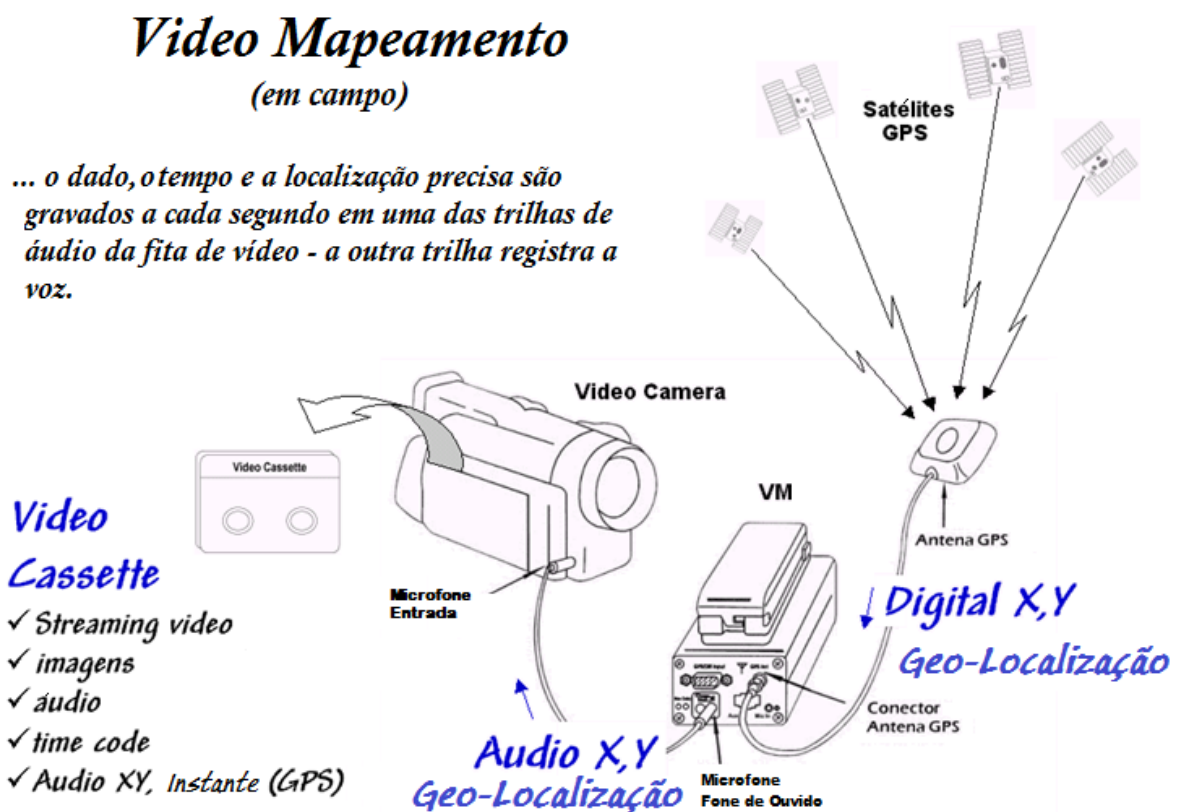 Video Mapeamento
(em campo)
... o dado, o tempo e a localização precisa são
gravados a cada segundo em uma das trilhas de
áudio da fita de vídeo - a outra trilha registra a
voz.
Satélites
GPS
Video Camera
Video Cassette
VM
Antena GPS
Microfone
Entrada
Video
Cassette
✓ Streaming video
✓ imagens
✓ áudio
✓ time code
✓ Audio XY, Instante (GPS)
Digital X,Y
Geo-Localização
Conector
Antena GPS
Audio X,Y
Geo-Localização
Microfone
Fone de Ouvido